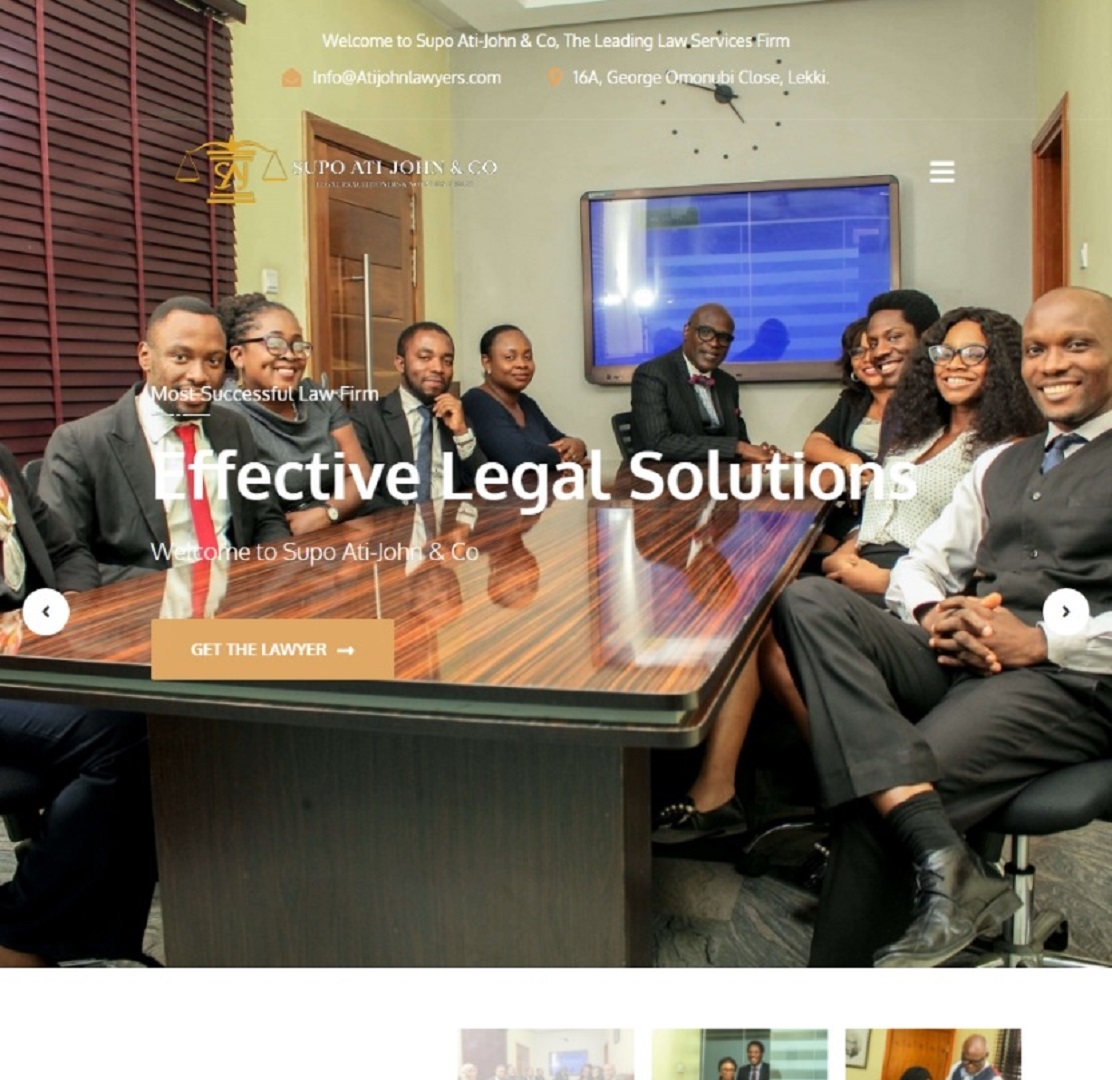 Welcome to Supo Ati-John & Co, The Leading Law Services Firm
Info@Atijohnlawyers.com
16A, George Omonubi Close, Lekki.
SAJ
SUPO ATI JOHN & CO
Most Successful Law Firm
Effective Legal Solutions
Welcome to Supo Ati-John & Co
GET THE LAWYER